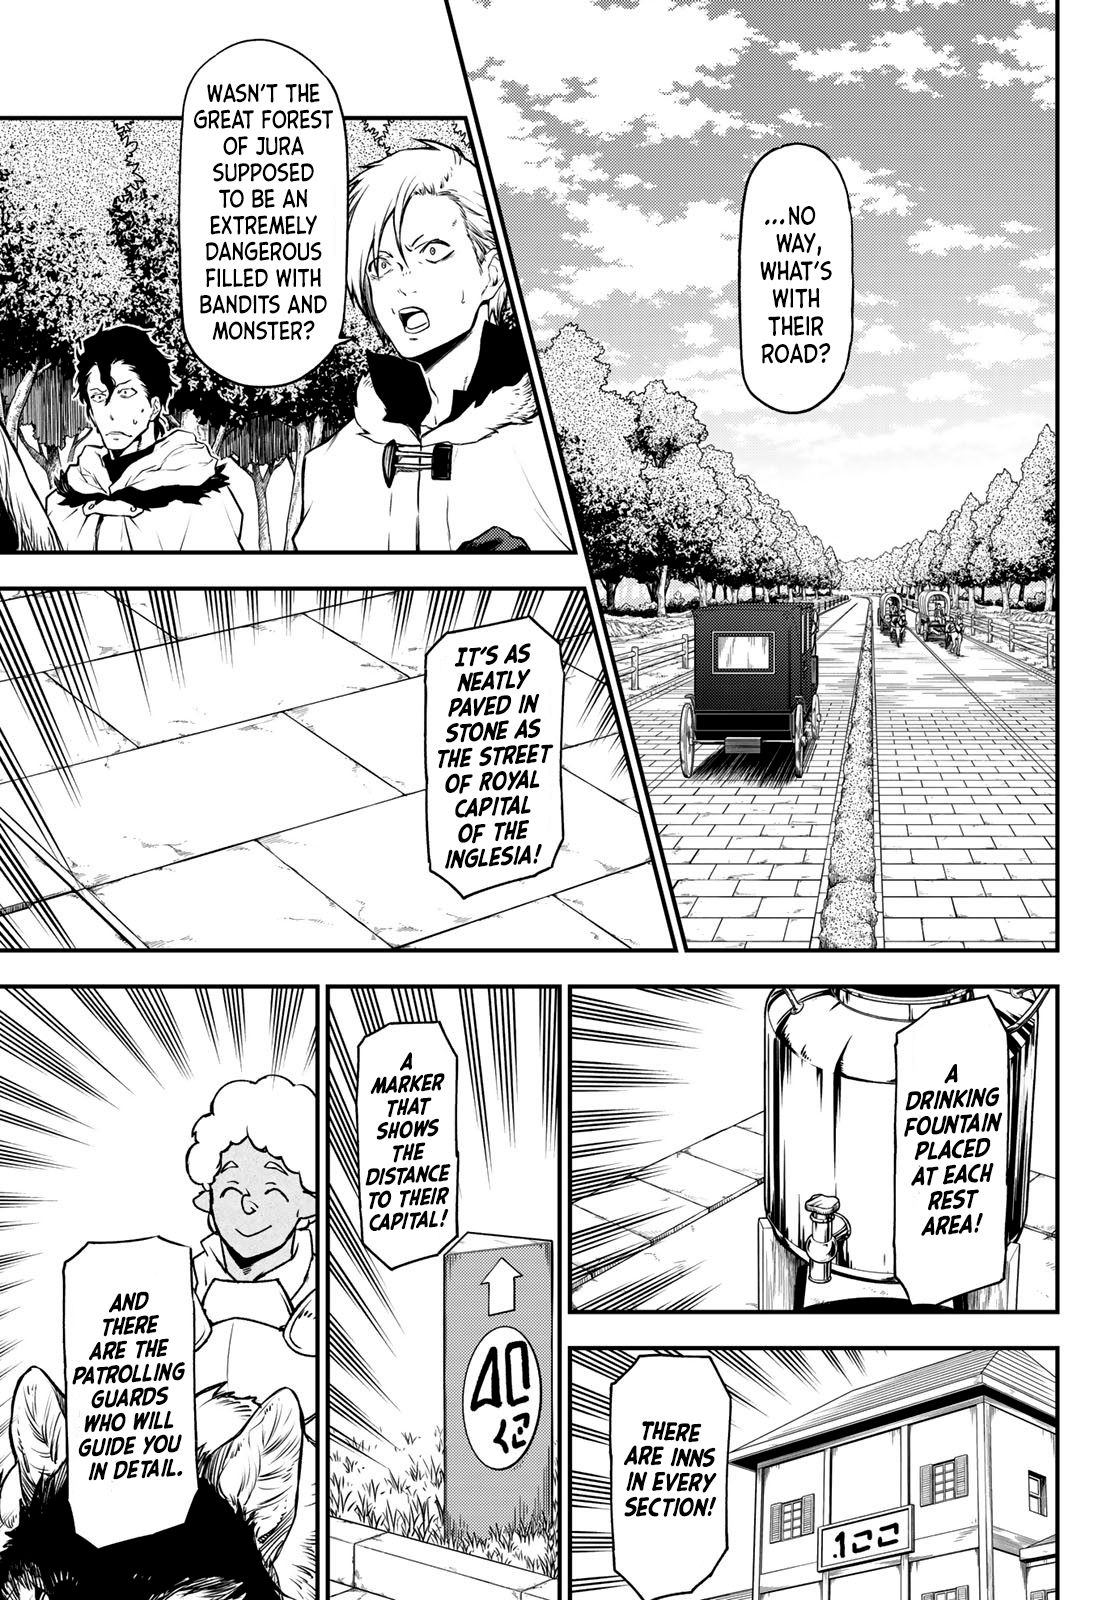 ...NO
WAY,
WHAT'S
WITH
THEIR
ROAD?
WASN'T THE
GREAT FOREST
OF JURA
SUPPOSED
TO BE AN
EXTREMELY
DANGEROUS
FILLED WITH
BANDITS AND
MONSTER?
IT'S AS
NEATLY
PAVED IN
STONE AS
THE STREET
OF ROYAL
CAPITAL
OF THE
INGLESIA!
A
DRINKING
FOUNTAIN
PLACED
AT EACH
REST
AREA!
THERE
ARE INNS
IN EVERY
SECTION!
A
MARKER
THAT
SHOWS
THE
DISTANCE
TO THEIR
CAPITAL!
AND
THERE
ARE THE
PATROLLING
GUARDS
WHO WILL
GUIDE YOU
IN DETAIL.